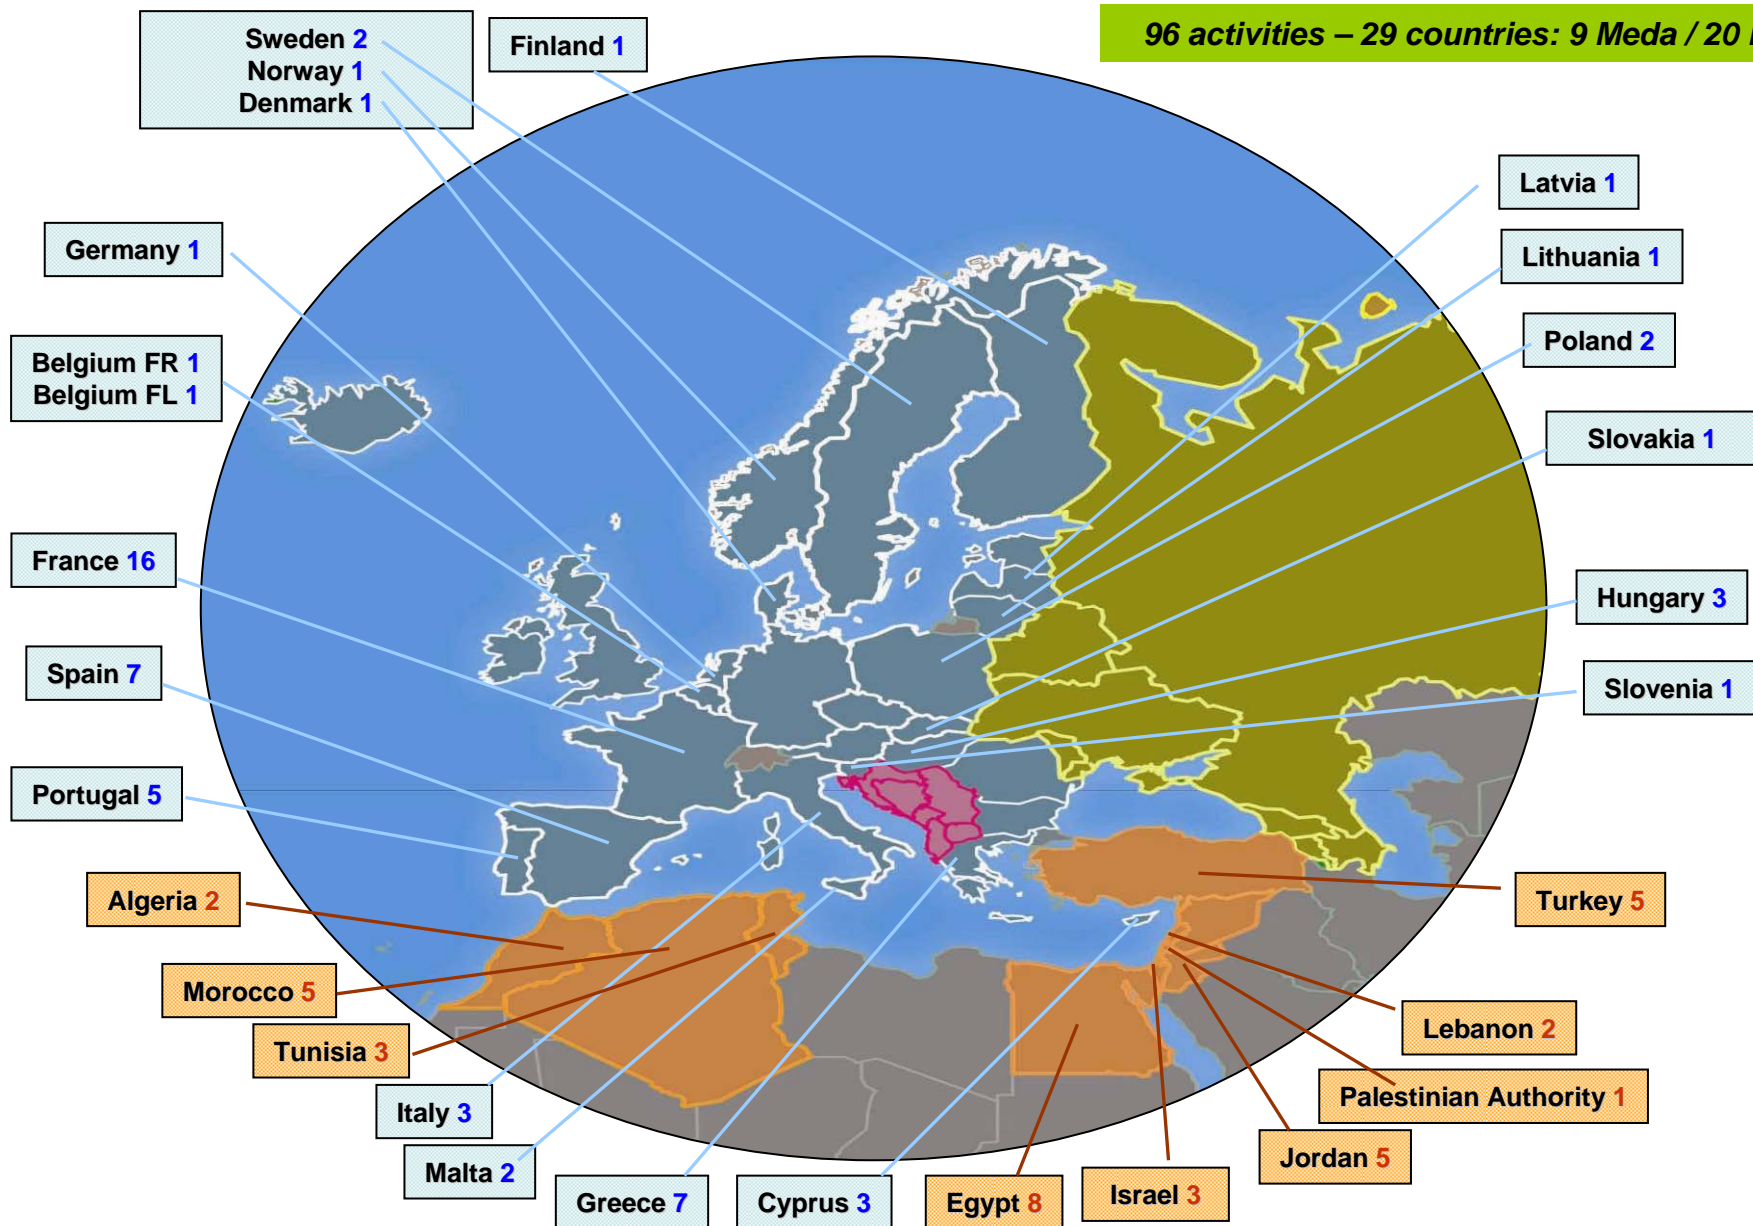 96 activities – 29 countries: 9 Meda / 20
Sweden 2
Norway 1
Denmark 1
Finland 1
Latvia 1
Germany 1
Lithuania 1
Belgium FR 1
Belgium FL 1
Poland 2
Slovakia 1
France 16
Hungary 3
Spain 7
Slovenia 1
Portugal 5
Algeria 2
Turkey 5
Morocco 5
Lebanon 2
Tunisia 3
Palestinian Authority 1
Italy 3
Jordan 5
Malta 2
Israel 3
Greece 7
Cyprus 3
Egypt 8